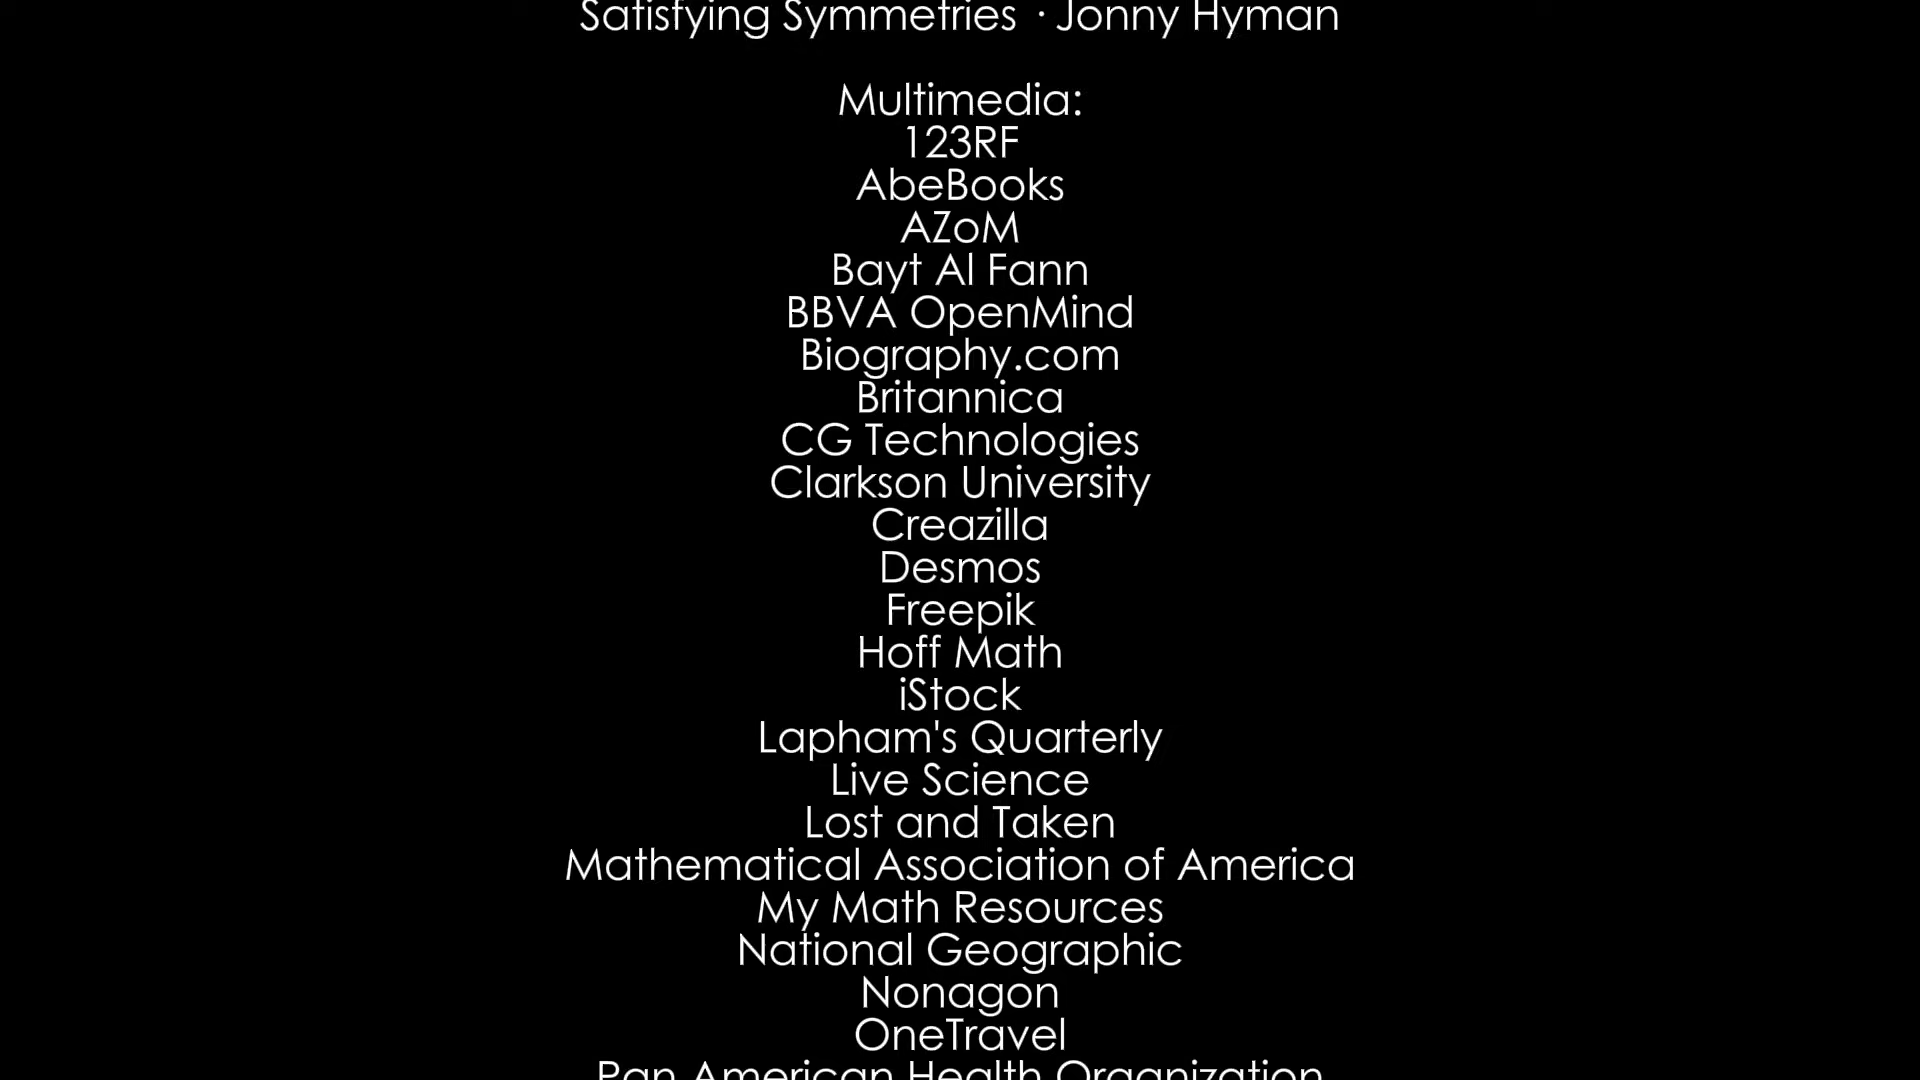 Satisfying Symmetries · Jonny Hyman
Multimedia:
123RF
AbeBooks
AZoM
Bayt Al Fann
BBVA OpenMind
Biography.com
Britannica
CG Technologies
Clarkson University
Creazilla
Desmos
Freepik
Hoff Math
iStock
Lapham's Quarterly
Live Science
Lost and Taken
Mathematical Association of America
My Math Resources
National Geographic
Nonagon
OneTravel
Pan American Health Organization